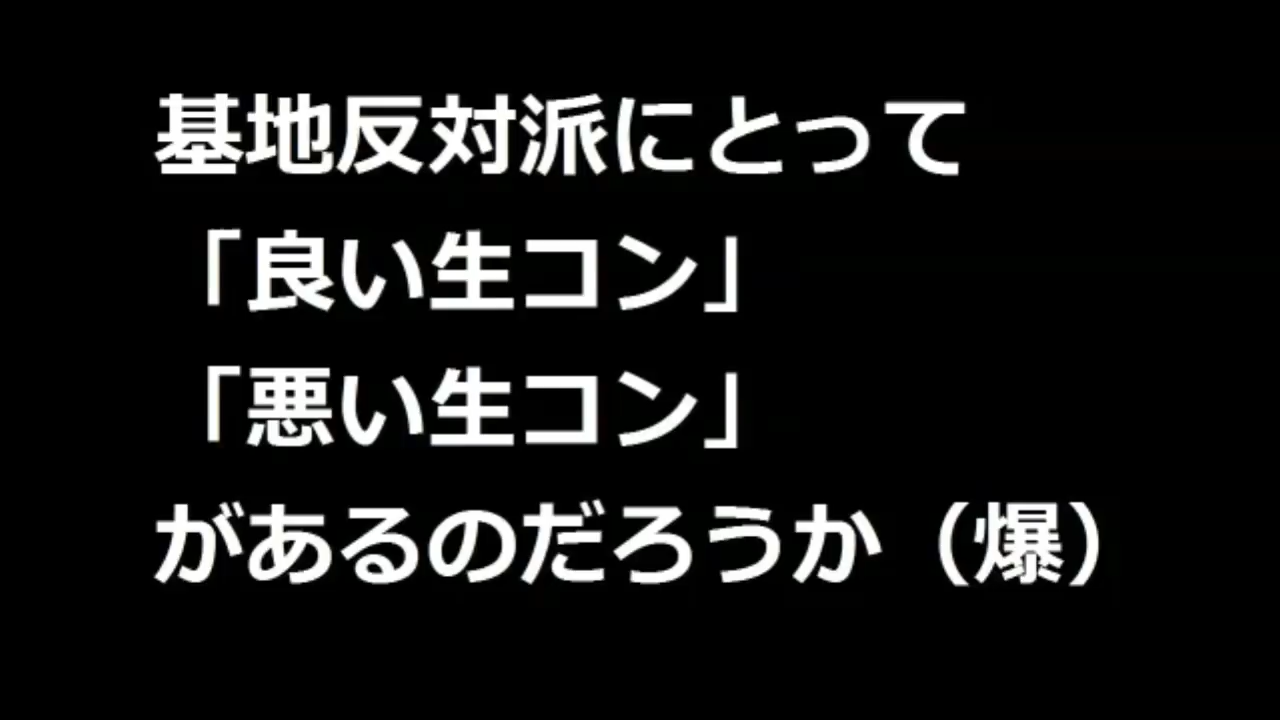 基地反対派にとって
「良い生コン」
「悪い生コン」
があるのだろうか（爆）